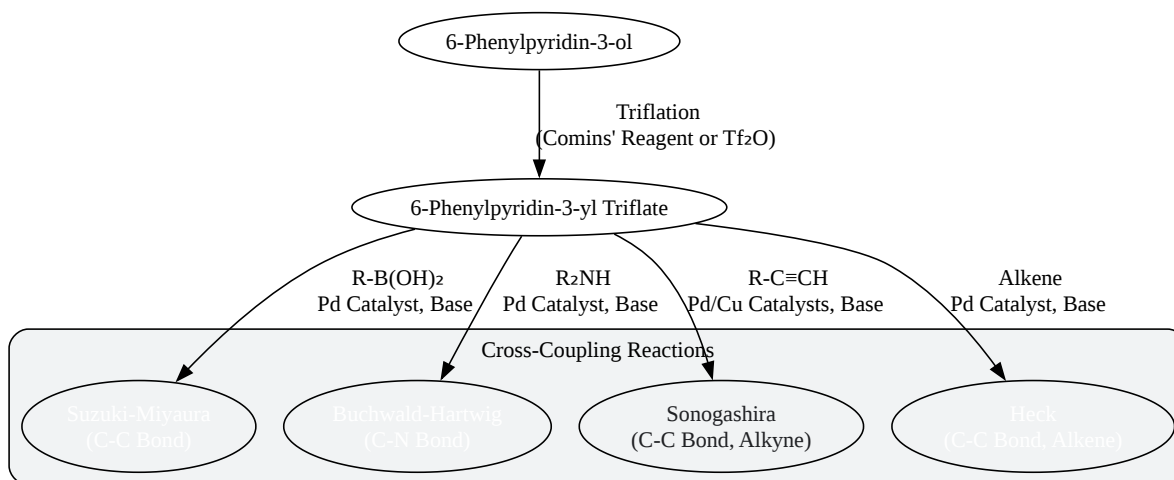 6-Phenylpyridin-3-ol
Triflation
(Comins' Reagent or Tf₂O)
6-Phenylpyridin-3-yl Triflate
R-B(OH)₂
Pd Catalyst, Base
R₂NH
Pd Catalyst, Base
R-C≡CH
Pd/Cu Catalysts, Base
Alkene
Pd Catalyst, Base
Cross-Coupling Reactions
Suzuki-Miyaura
(C-C Bond)
Buchwald-Hartwig
(C-N Bond)
Sonogashira
(C-C Bond, Alkyne)
Heck
(C-C Bond, Alkene)